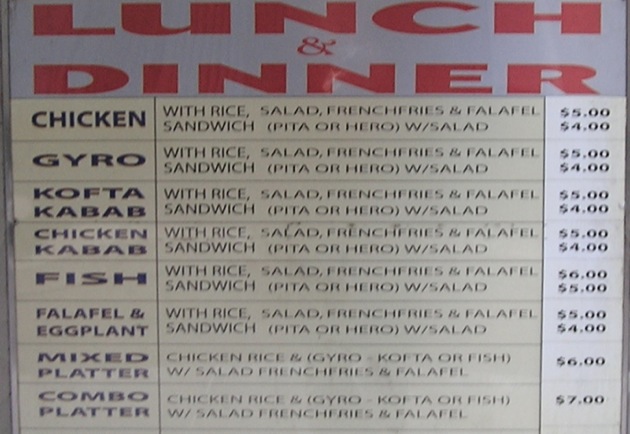 LUNCH
&
DINNER
CHICKEN WITH RICE, SALAD, FRENCHFRIES & FALAFEL $5.00
SANDWICH (PITA OR HERO) W/SALAD $4.00
GYRO WITH RICE, SALAD, FRENCHFRIES & FALAFEL $5.00
SANDWICH (PITA OR HERO) W/SALAD $4.00
KOFTA WITH RICE, SALAD, FRENCHFRIES & FALAFEL $5.00
KABAB SANDWICH (PITA OR HERO) W/SALAD $4.00
CHICKEN WITH RICE, SALAD, FRENCHFRIES & FALAFEL $5.00
KABAB SANDWICH (PITA OR HERO) W/SALAD $4.00
FISH WITH RICE, SALAD, FRENCHFRIES & FALAFEL $6.00
SANDWICH (PITA OR HERO) W/SALAD $5.00
FALAFEL & WITH RICE, SALAD, FRENCHFRIES & FALAFEL $5.00
EGGPLANT SANDWICH (PITA OR HERO) W/SALAD $4.00
MIXED CHICKEN RICE & (GYRO - KOFTA OR FISH) $6.00
PLATTER W/ SALAD FRENCHFRIES & FALAFEL
COMBO CHICKEN RICE & (GYRO - KOFTA OR FISH) $7.00
PLATTER W/ SALAD FRENCHFRIES & FALAFEL